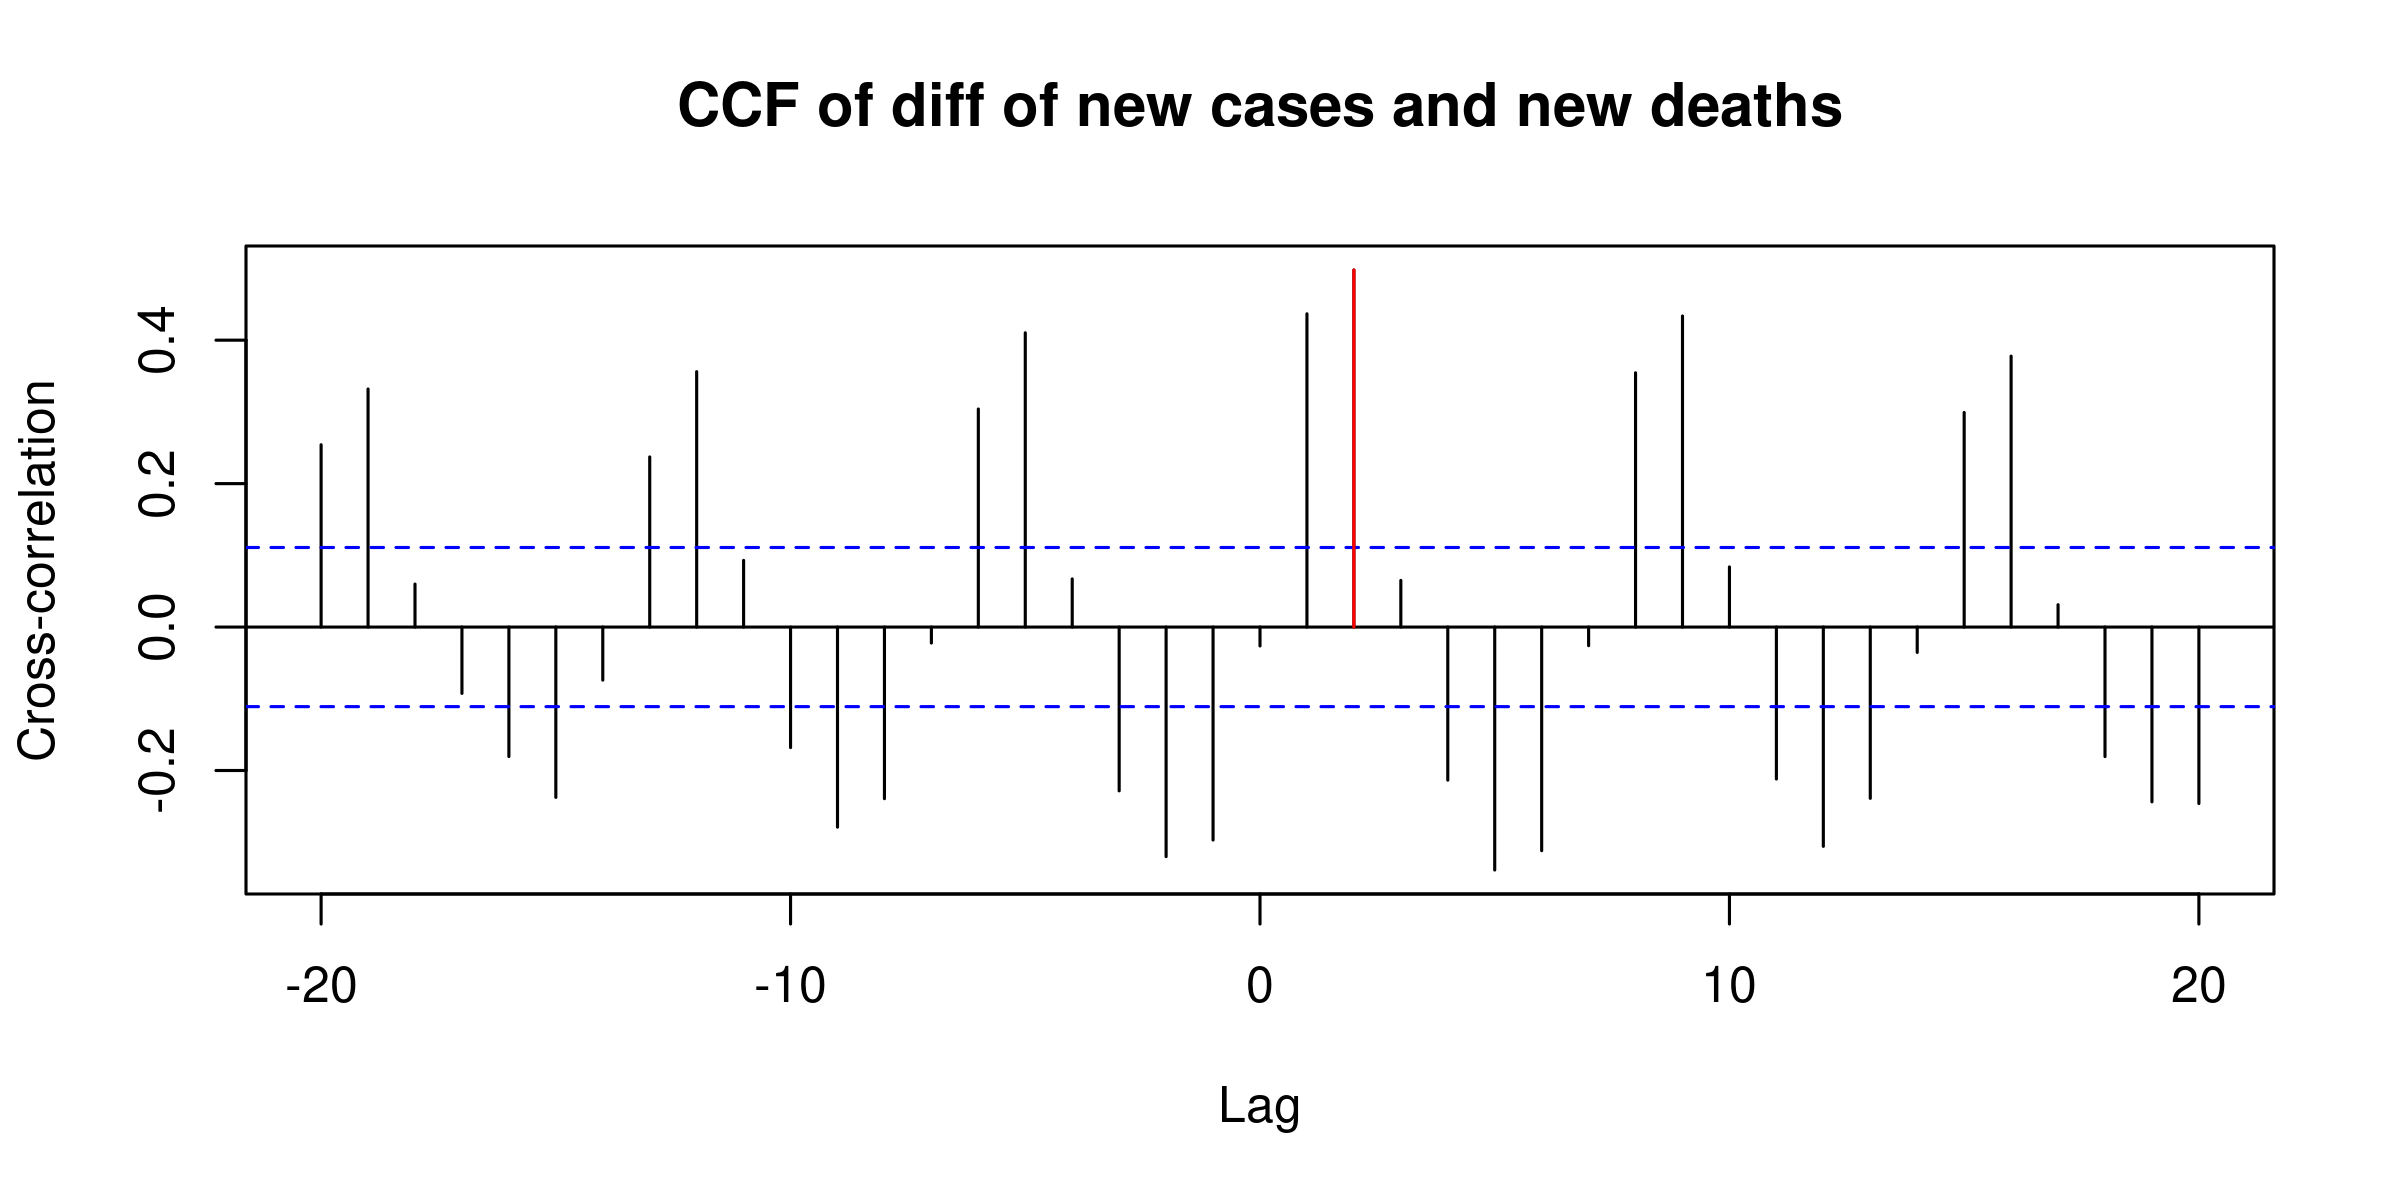 CCF of diff of new cases and new deaths
Cross-correlation
0.4
0.2
0.0
-0.2
-20 -10 0 10 20
Lag